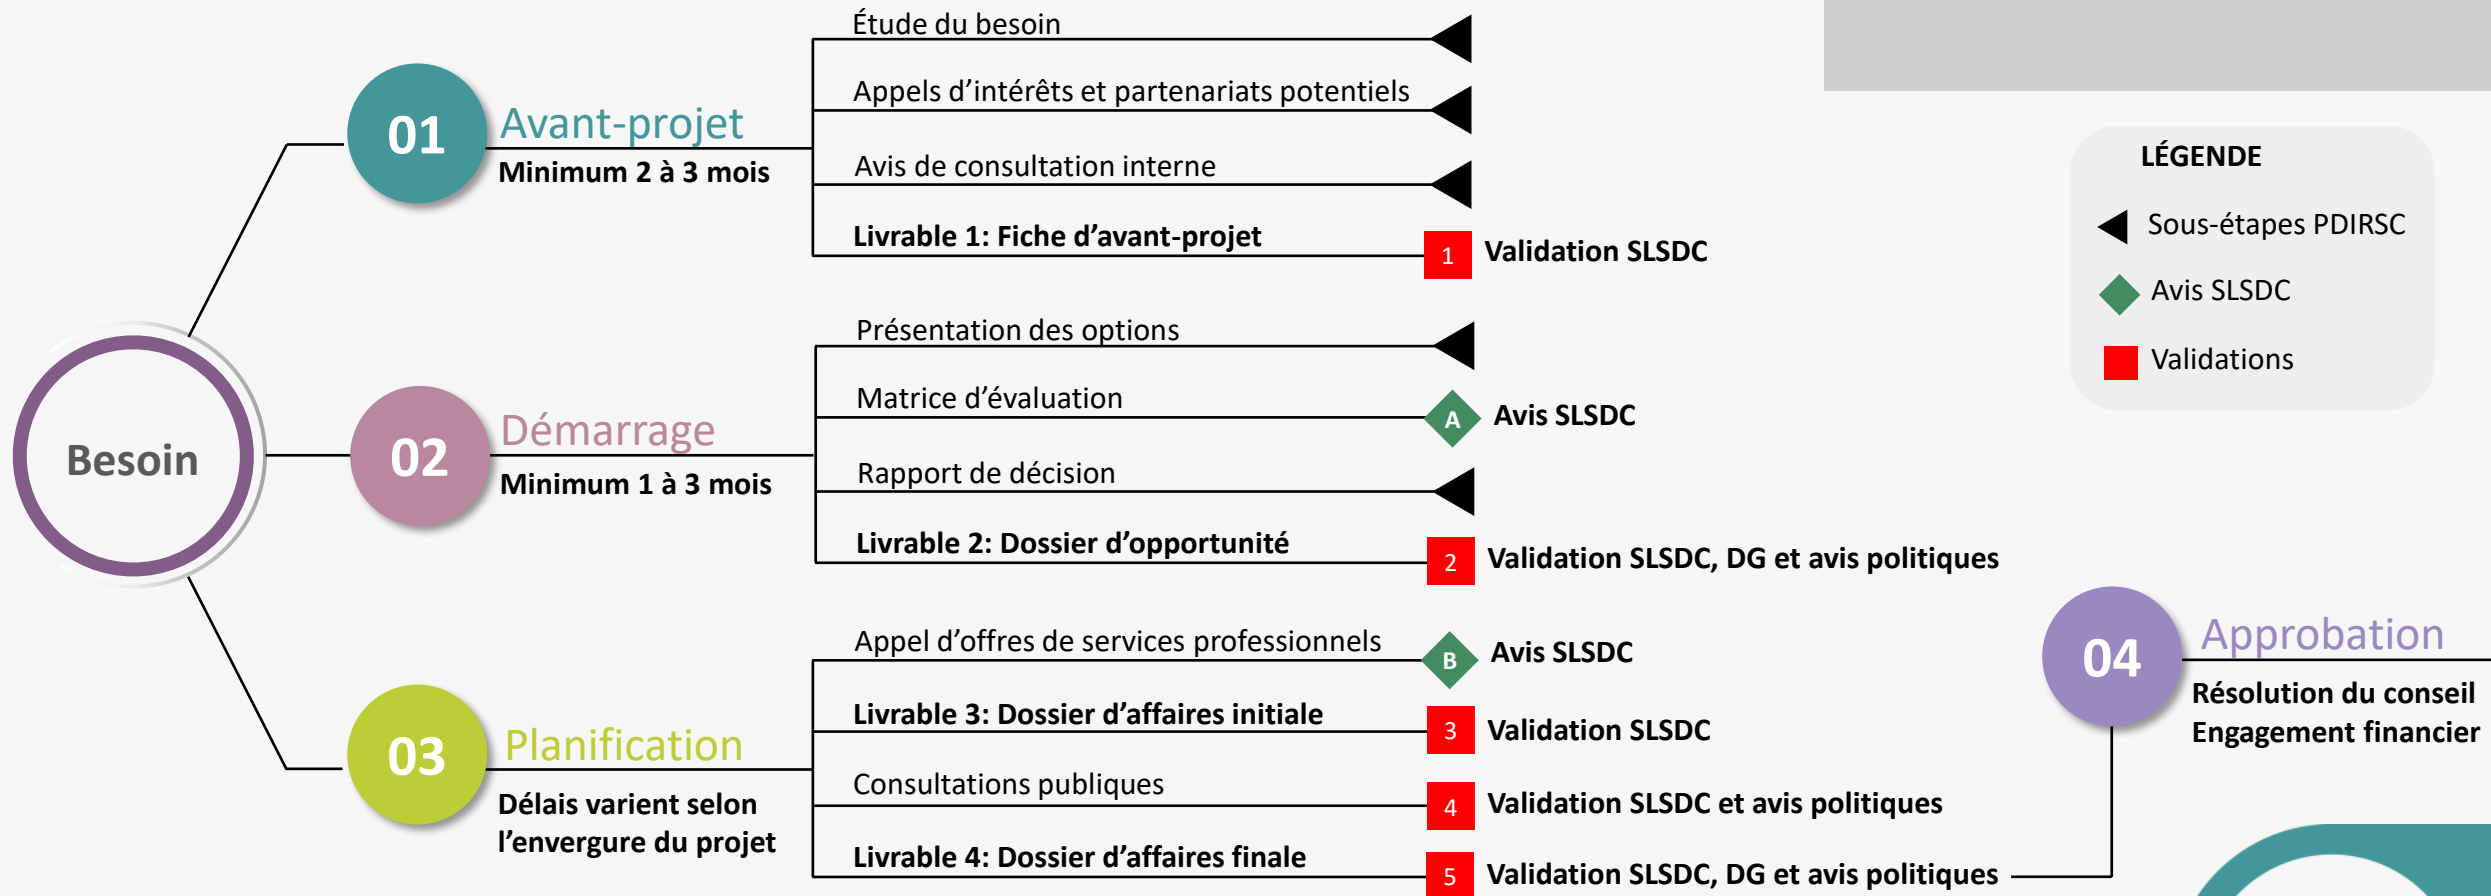 Étude du besoin
Appels d'intérêts et partenariats potentiels
01
Avant-projet
Minimum 2 à 3 mois
Avis de consultation interne
Livrable 1: Fiche d'avant-projet
1
Validation SLSDC
LÉGENDE
Sous-étapes PDIRSC
Avis SLSDC
Validations
Besoin
Présentation des options
Matrice d'évaluation
A
Avis SLSDC
02
Démarrage
Minimum 1 à 3 mois
Rapport de décision
Livrable 2: Dossier d'opportunité
2
Validation SLSDC, DG et avis politiques
Appel d'offres de services professionnels
B
Avis SLSDC
03
Planification
Délais varient selon
l'envergure du projet
Livrable 3: Dossier d'affaires initiale
3
Validation SLSDC
Consultations publiques
4
Validation SLSDC et avis politiques
Livrable 4: Dossier d'affaires finale
5
Validation SLSDC, DG et avis politiques
04
Approbation
Résolution du conseil
Engagement financier